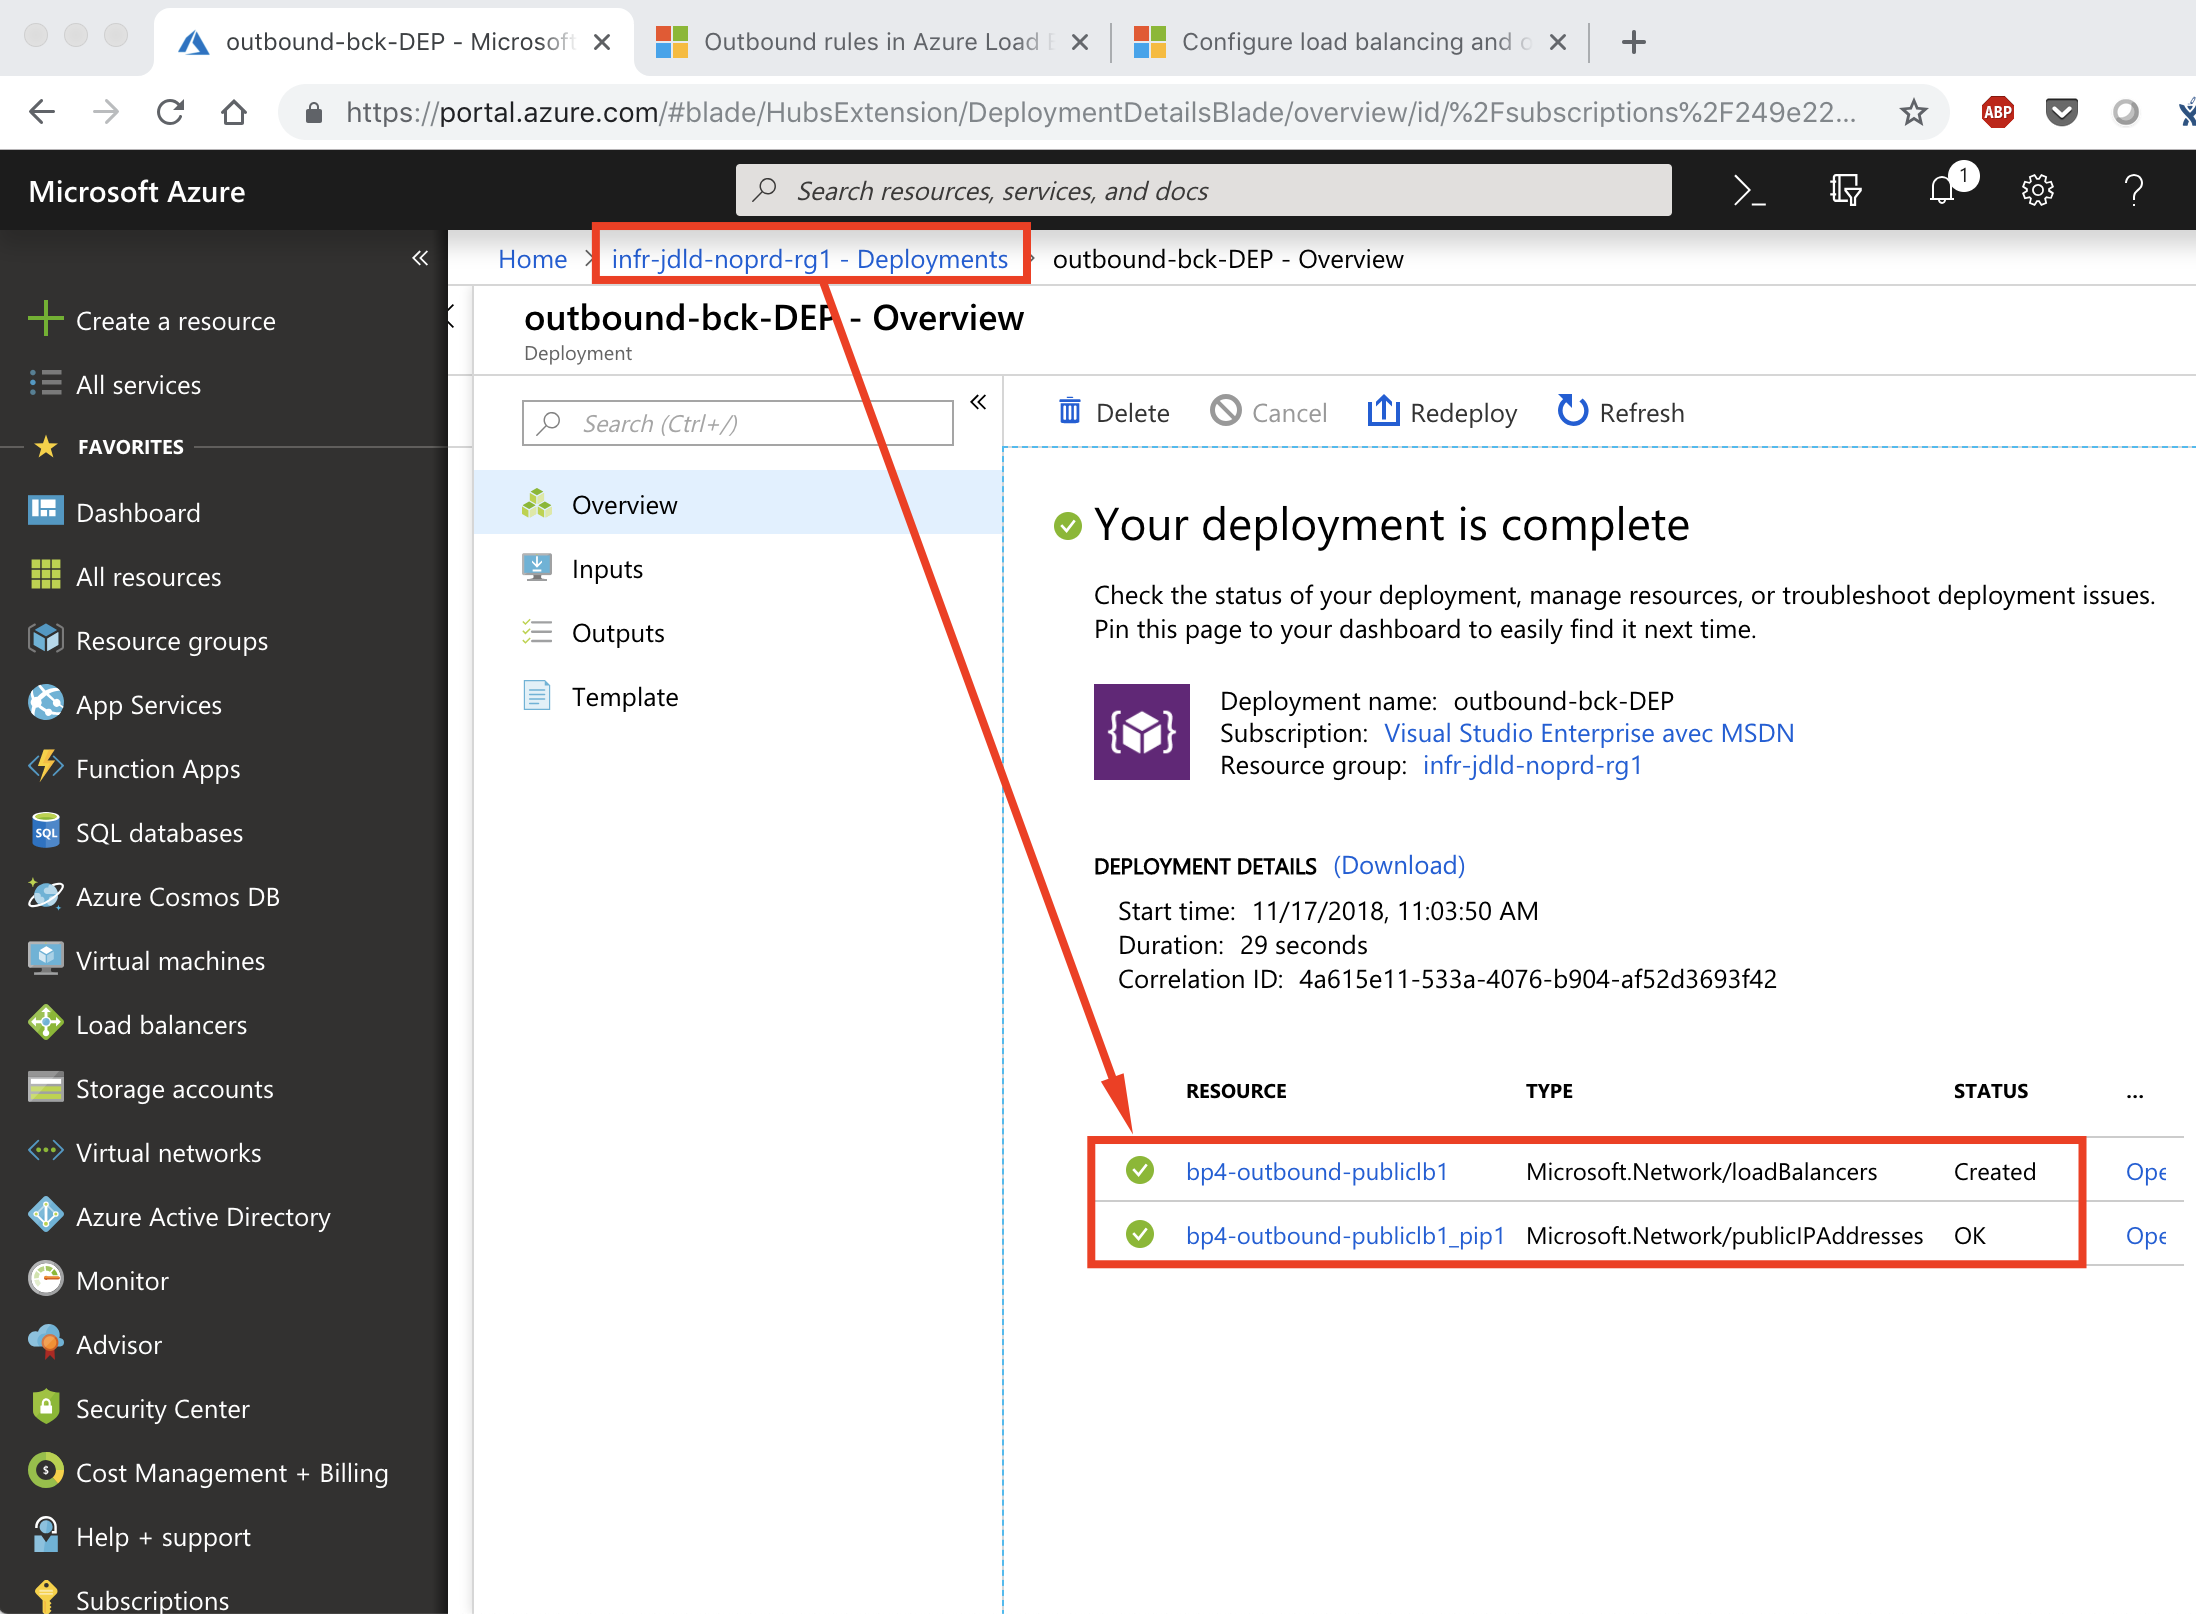 outbound-bck-DEP - Microsoft
Outbound rules in Azure Load
Configure load balancing and
https://portal.azure.com/#blade/HubsExtension/DeploymentDetailsBlade/overview/id/%2Fsubscriptions%2F249e22...
ABP
Microsoft Azure
Search resources, services, and docs
1
Home > infr-jdld-noprd-rg1 - Deployments > outbound-bck-DEP - Overview
Create a resource
All services
FAVORITES
Dashboard
All resources
Resource groups
App Services
Function Apps
SQL databases
SQL
Azure Cosmos DB
Virtual machines
Load balancers
Storage accounts
Virtual networks
Azure Active Directory
Monitor
Advisor
Security Center
Cost Management + Billing
Help + support
Subscriptions
outbound-bck-DEP - Overview
Deployment
Search (Ctrl+/)
Overview
Inputs
Outputs
Template
Delete Cancel Redeploy Refresh
Your deployment is complete
Check the status of your deployment, manage resources, or troubleshoot deployment issues.
Pin this page to your dashboard to easily find it next time.
Deployment name: outbound-bck-DEP
Subscription: Visual Studio Enterprise avec MSDN
Resource group: infr-jdld-noprd-rg1
DEPLOYMENT DETAILS (Download)
Start time: 11/17/2018, 11:03:50 AM
Duration: 29 seconds
Correlation ID: 4a615e11-533a-4076-b904-af52d3693f42
RESOURCE TYPE STATUS ...
bp4-outbound-publiclb1 Microsoft.Network/loadBalancers Created Ope
bp4-outbound-publiclb1_pip1 Microsoft.Network/publicIPAddresses OK Ope